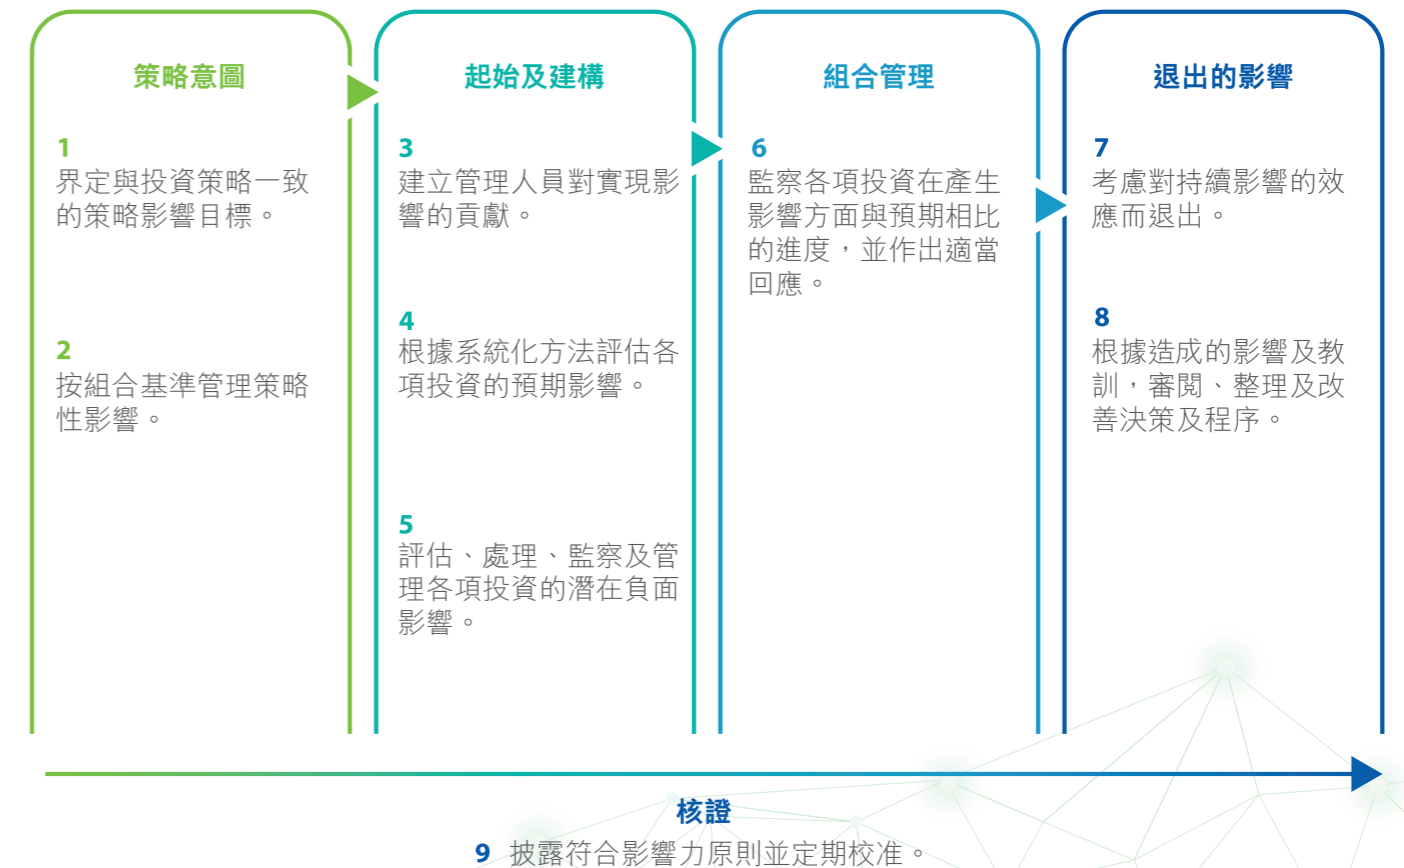 策略意圖
1
界定與投資策略一致
的策略影響目標。
2
按組合基準管理策略
性影響。
起始及建構
3
建立管理人員對實現影
響的貢獻。
4
根據系統化方法評估各
項投資的預期影響。
5
評估、處理、監察及管
理各項投資的潛在負面
影響。
組合管理
6
監察各項投資在產生
影響方面與預期相比
的進度，並作出適當
回應。
退出的影響
7
考慮對持續影響的效
應而退出。
8
根據造成的影響及教
訓，審閱、整理及改
善決策及程序。
核證
9 披露符合影響力原則並定期校准。